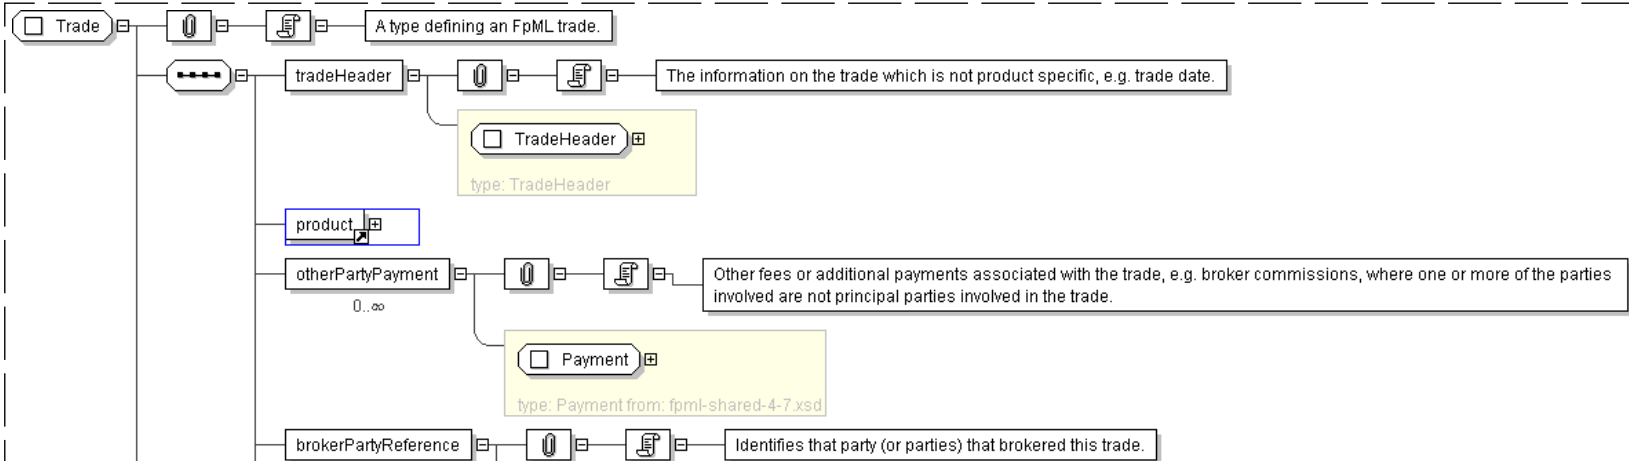 Trade
A type defining an FpML trade.
tradeHeader
The information on the trade which is not product specific, e.g. trade date.
TradeHeader
type: TradeHeader
product
otherPartyPayment
0..∞
Other fees or additional payments associated with the trade, e.g. broker commissions, where one or more of the parties
involved are not principal parties involved in the trade.
Payment
type: Payment from: fpml-shared-4-7.xsd
brokerPartyReference
Identifies that party (or parties) that brokered this trade.